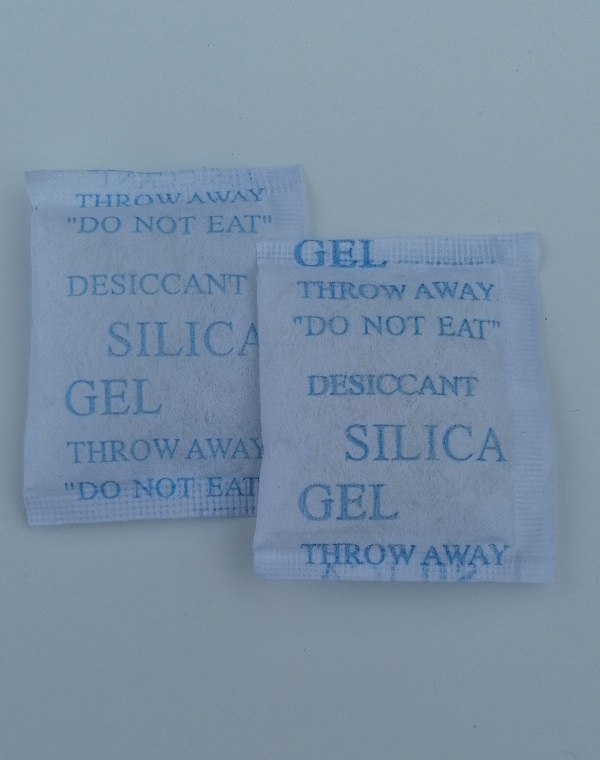 THROW AWAY
"DO NOT EAT"
DESICCANT
SILICA
GEL
THROW AWAY
"DO NOT EAT
GEL
THROW AWAY
"DO NOT EAT"
DESICCANT
SILICA
GEL
THROW AWAY